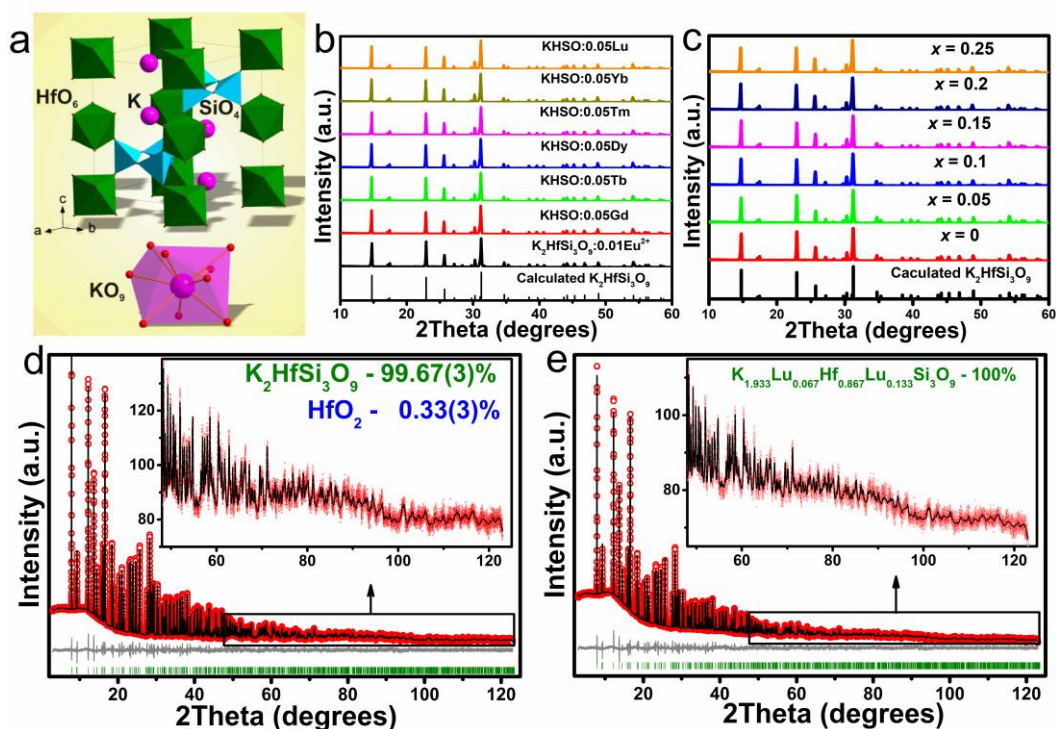 a
HfO₆
K
SiO₄
c
a
b
KO₉
b
Intensity (a.u.)
KHSO:0.05Lu
KHSO:0.05Yb
KHSO:0.05Tm
KHSO:0.05Dy
KHSO:0.05Tb
KHSO:0.05Gd
K₂HfSi₃O₉:0.01Eu²⁺
Calculated K₂HfSi₃O₉
10 20 30 40 50 60
2Theta (degrees)
c
Intensity (a.u.)
x = 0.25
x = 0.2
x = 0.15
x = 0.1
x = 0.05
x = 0
Caculated K₂HfSi₃O₉
10 20 30 40 50 60
2Theta (degrees)
d
Intensity (a.u.)
K₂HfSi₃O₉ - 99.67(3)%
HfO₂ - 0.33(3)%
120
100
80
60 80 100 120
20 40 60 80 100 120
2Theta (degrees)
e
Intensity (a.u.)
K₁.₉₃₃Lu₀.₀₆₇Hf₀.₈₆₇Lu₀.₁₃₃Si₃O₉ - 100%
100
80
60 80 100 120
20 40 60 80 100 120
2Theta (degrees)